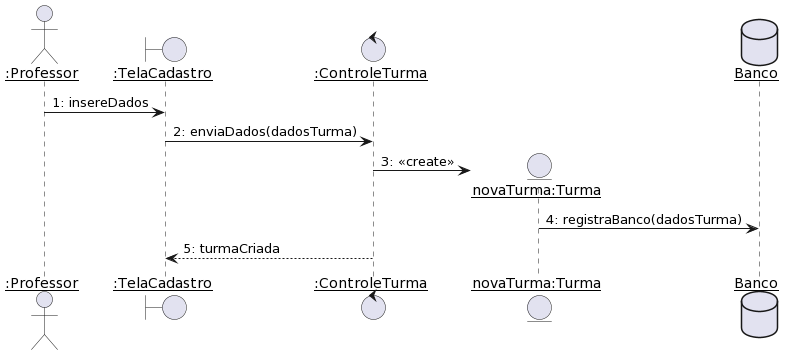 :Professor
:TelaCadastro
:ControleTurma
Banco
1: insereDados
2: enviaDados(dadosTurma)
3: «create»
novaTurma:Turma
4: registraBanco(dadosTurma)
5: turmaCriada
:Professor
:TelaCadastro
:ControleTurma
novaTurma:Turma
Banco